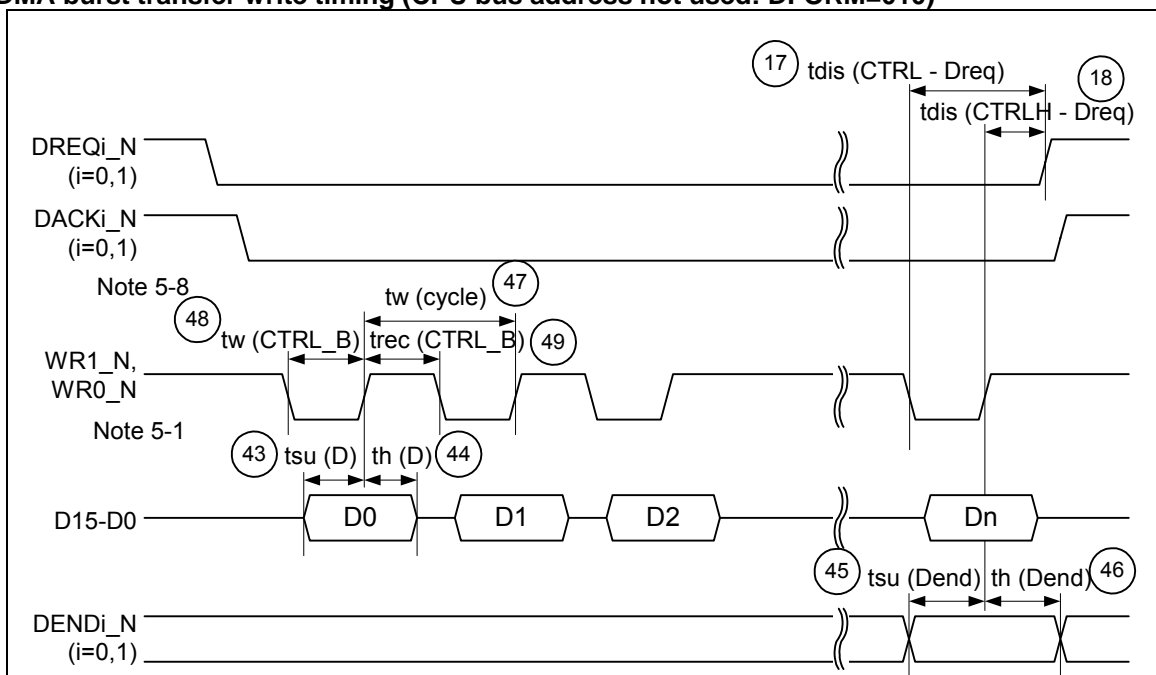 DMA burst transfer write timing (CPU bus address not used: DFORM=010)
17 tdis (CTRL - Dreq)
18
tdis (CTRLH - Dreq)
DREQi_N
(i=0,1)
DACKi_N
(i=0,1)
Note 5-8
47
tw (cycle)
48
tw (CTRL_B) trec (CTRL_B) 49
WR1_N,
WR0_N
Note 5-1
43 tsu (D) th (D) 44
D15-D0 D0 D1 D2 Dn
45 tsu (Dend) th (Dend) 46
DENDi_N
(i=0,1)